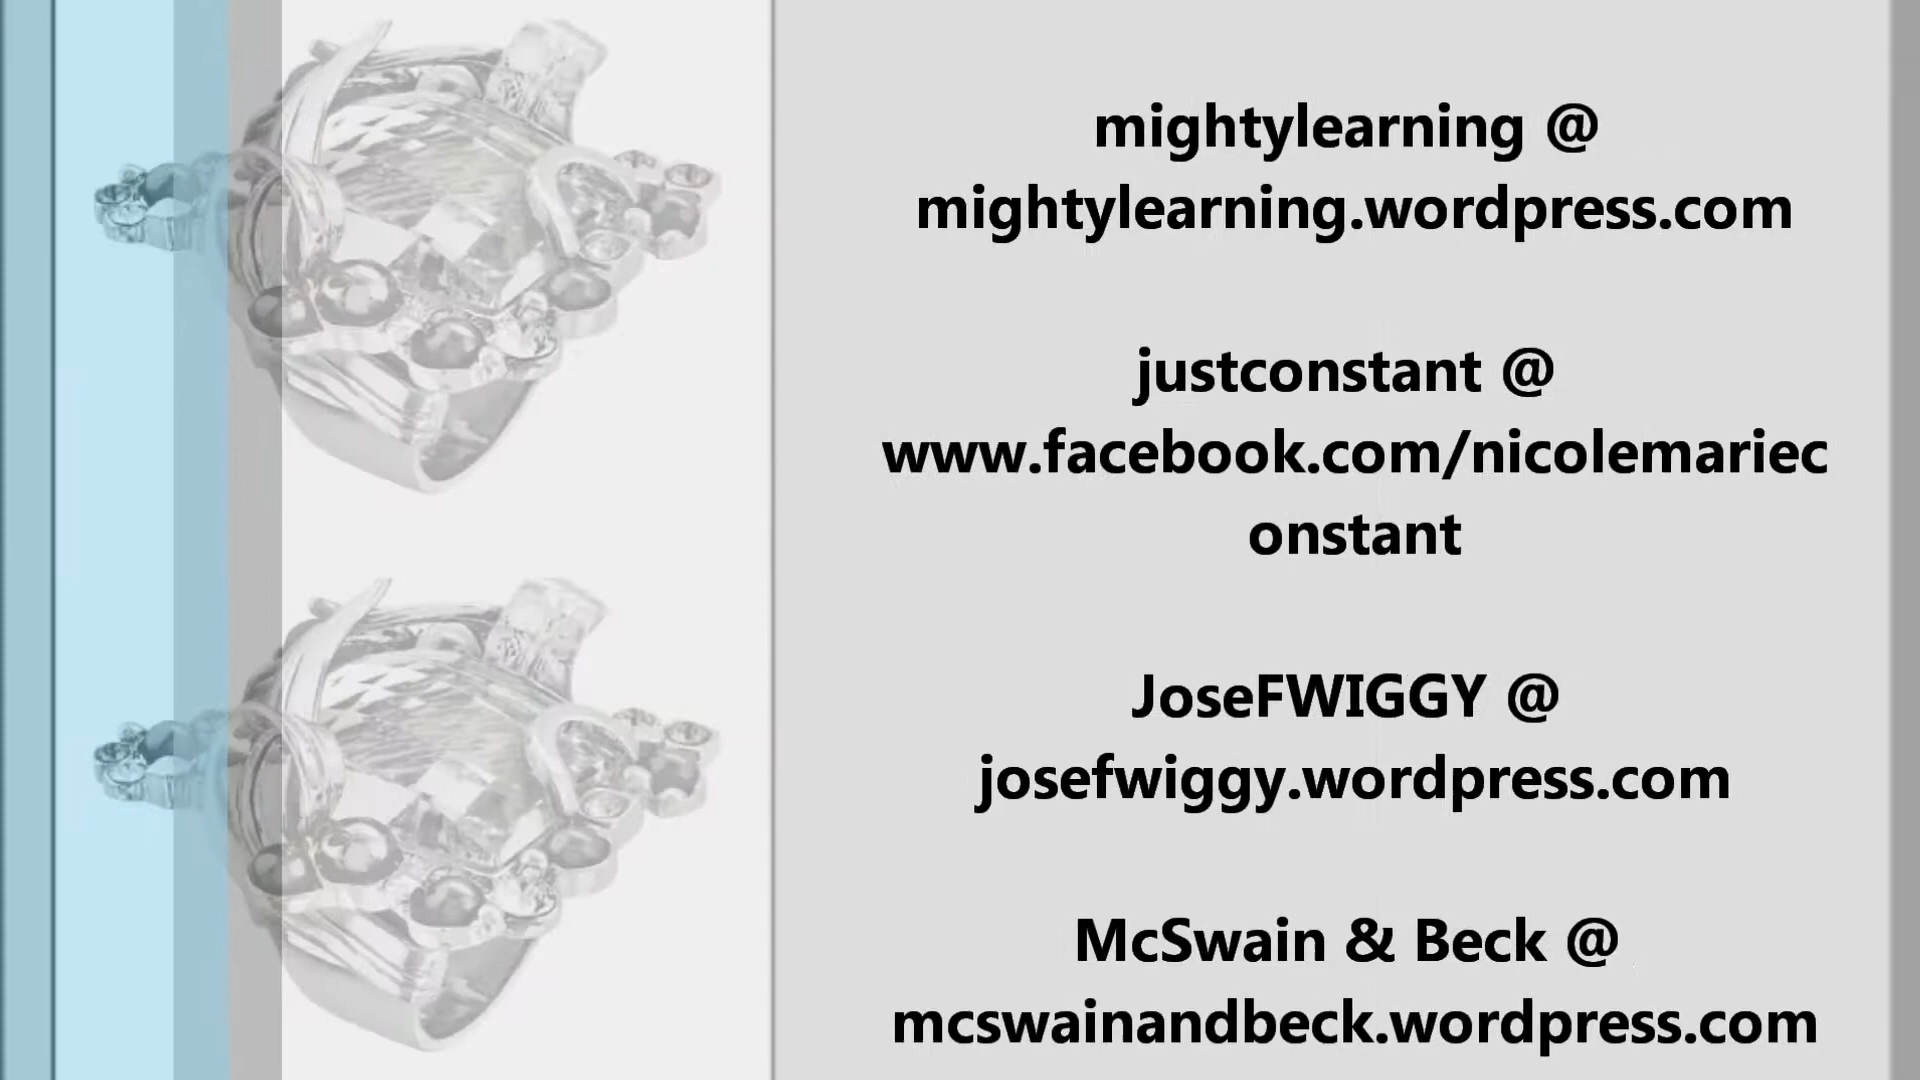 mightylearning @
mightylearning.wordpress.com
justconstant @
www.facebook.com/nicolemariec
onstant
JoseFWIGGY @
josefwiggy.wordpress.com
McSwain & Beck @
mcswainandbeck.wordpress.com